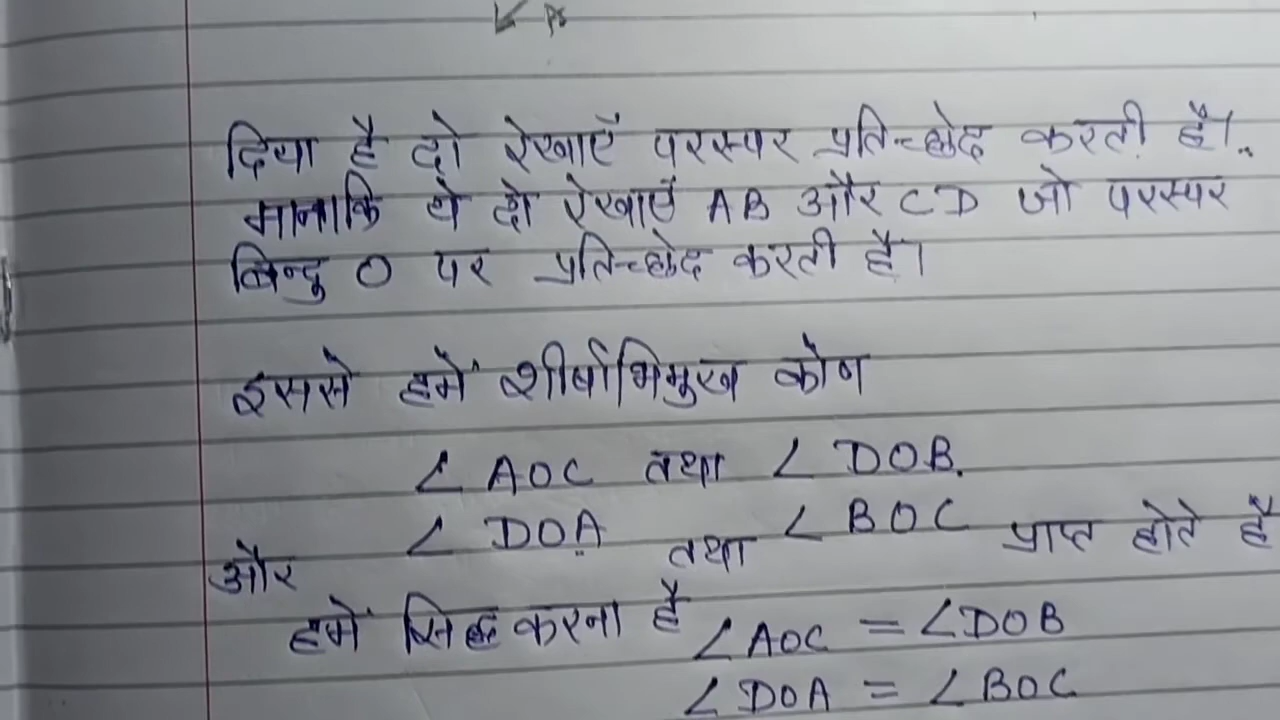 दिया है दो रेखाएँ परस्पर प्रतिच्छेद करती है।
मानाकि ये दो रेखाएँ AB और CD जो परस्पर
बिन्दु O पर प्रतिच्छेद करती है।
इससे हमें शीर्षाभिमुख कोण
∠ AOC तथा ∠ DOB.
और ∠ DOA तथा ∠ BOC प्राप्त होते है
हमें सिद्ध करना है ∠AOC = ∠DOB
∠DOA = ∠BOC